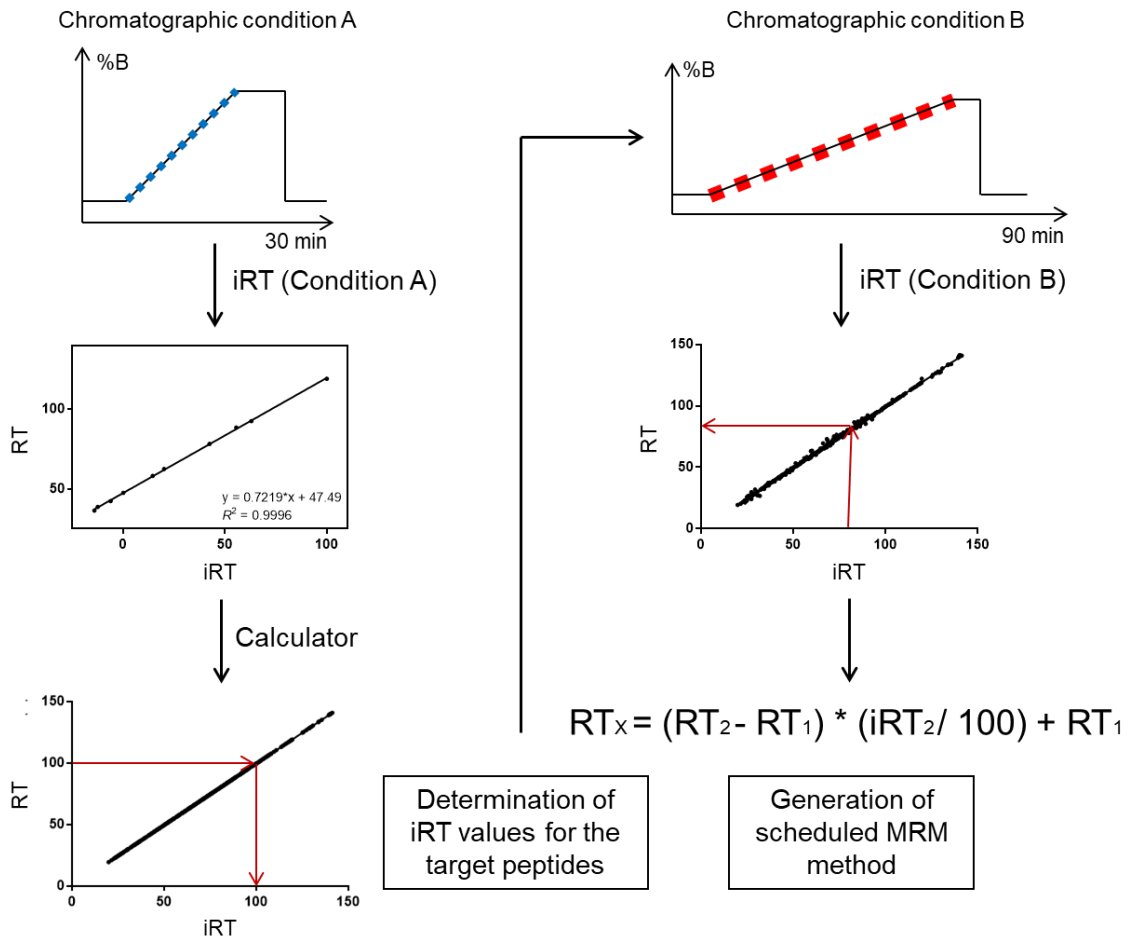 Chromatographic condition A
%B
30 min
iRT (Condition A)
100
50
RT
y = 0.7219*x + 47.49
R² = 0.9996
0 50 100
iRT
Calculator
150
100
50
0
RT
0 50 100 150
iRT
Chromatographic condition B
%B
90 min
iRT (Condition B)
150
100
50
0
RT
0 50 100 150
iRT
RTX = (RT2 - RT1) * (iRT2/ 100) + RT1
Determination of
iRT values for the
target peptides
Generation of
scheduled MRM
method